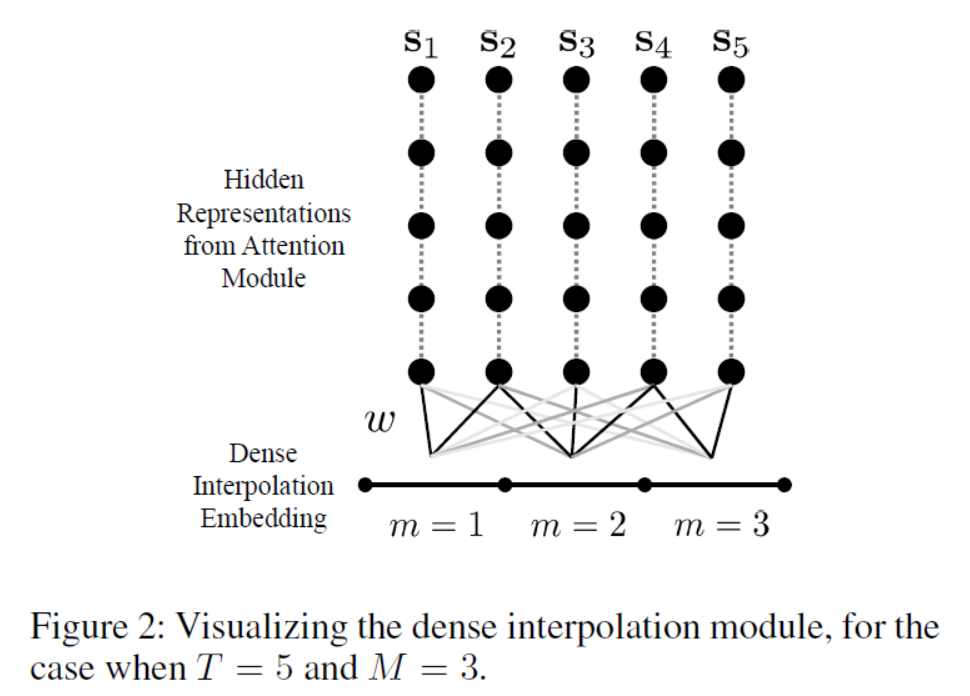 s₁ s₂ s₃ s₄ s₅
Hidden
Representations
from Attention
Module
w
Dense
Interpolation
Embedding
m = 1 m = 2 m = 3
Figure 2: Visualizing the dense interpolation module, for the
case when T = 5 and M = 3.